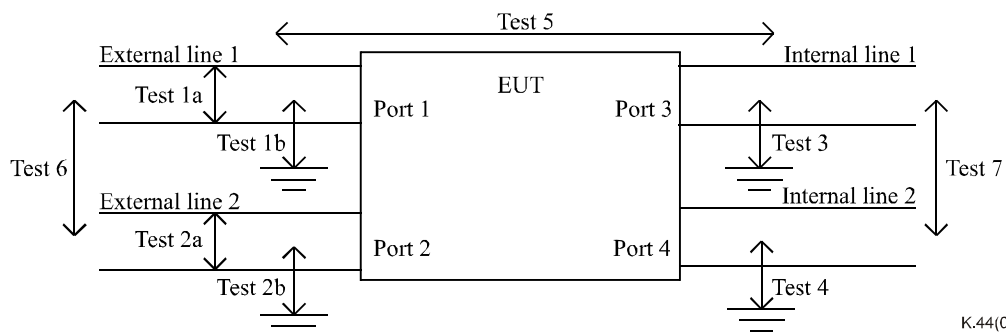 Test 5
External line 1
Internal line 1
EUT
Test 1a
Port 1
Port 3
Test 1b
Test 3
Test 6
Test 7
External line 2
Internal line 2
Test 2a
Port 2
Port 4
Test 2b
Test 4
K.44(0